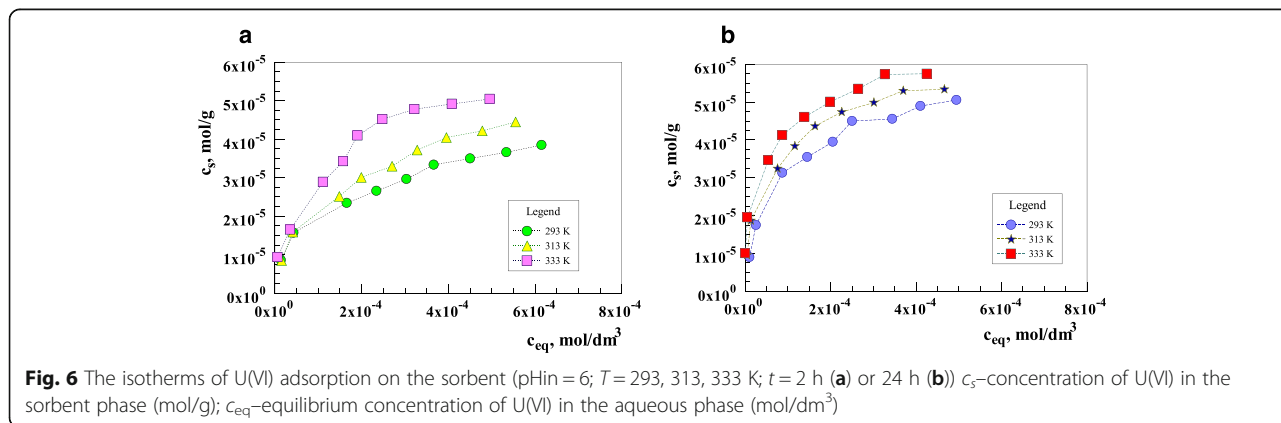 a
6x10⁻⁵
5x10⁻⁵
4x10⁻⁵
3x10⁻⁵
2x10⁻⁵
1x10⁻⁵
0x10⁰
cₛ, mol/g
Legend
293 K
313 K
333 K
0x10⁰ 2x10⁻⁴ 4x10⁻⁴ 6x10⁻⁴ 8x10⁻⁴
c_eq, mol/dm³
b
6x10⁻⁵
5x10⁻⁵
4x10⁻⁵
3x10⁻⁵
2x10⁻⁵
1x10⁻⁵
0x10⁰
cₛ, mol/g
Legend
293 K
313 K
333 K
0x10⁰ 2x10⁻⁴ 4x10⁻⁴ 6x10⁻⁴ 8x10⁻⁴
c_eq, mol/dm³
Fig. 6 The isotherms of U(VI) adsorption on the sorbent (pHin = 6; T = 293, 313, 333 K; t = 2 h (a) or 24 h (b)) cₛ–concentration of U(VI) in the
sorbent phase (mol/g); c_eq–equilibrium concentration of U(VI) in the aqueous phase (mol/dm³)